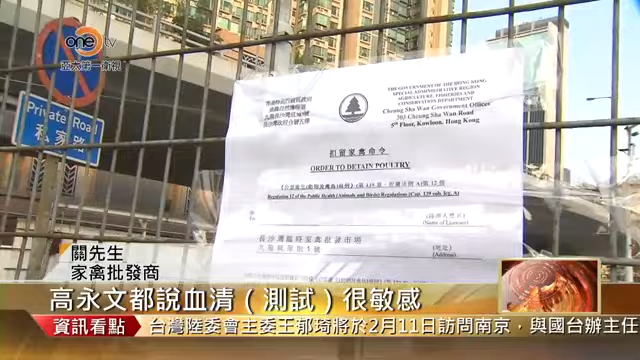 one tv
亞太第一衛視
Private Road
私家路
THE GOVERNMENT OF THE HONG KONG
SPECIAL ADMINISTRATIVE REGION
AGRICULTURE, FISHERIES AND
CONSERVATION DEPARTMENT
Cheung Sha Wan Government Offices
303 Cheung Sha Wan Road
5th Floor, Kowloon, Hong Kong
扣留家禽命令
ORDER TO DETAIN POULTRY
Regulation 12 of the Public Health (Animals and Birds) Regulations (Cap. 139 sub. leg. A)
(Name of Licensee)
長沙灣臨時家禽批發市場
(地址)
(Address)
關先生
家禽批發商
高永文都說血清（測試）很敏感
資訊看點
台灣陸委會主委王郁琦將於2月11日訪問南京，與國台辦主任